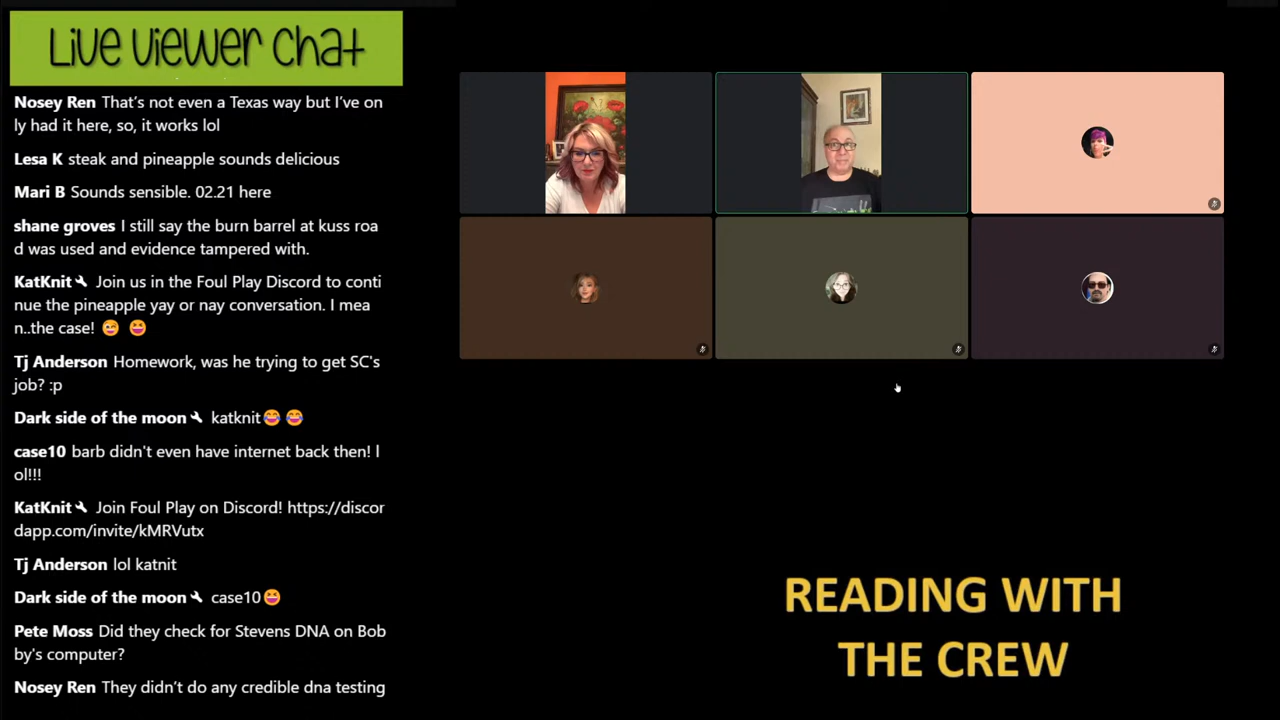 Live Viewer Chat
Nosey Ren That's not even a Texas way but I've on
ly had it here, so, it works lol
Lesa K steak and pineapple sounds delicious
Mari B Sounds sensible. 02.21 here
shane groves I still say the burn barrel at kuss roa
d was used and evidence tampered with.
KatKnit Join us in the Foul Play Discord to conti
nue the pineapple yay or nay conversation. I mea
n..the case! 😅 😆
Tj Anderson Homework, was he trying to get SC's
job? :p
Dark side of the moon katknit😂 😂
case10 barb didn't even have internet back then! l
ol!!!
KatKnit Join Foul Play on Discord! https://discor
dapp.com/invite/kMRVutx
Tj Anderson lol katnit
Dark side of the moon case10😆
Pete Moss Did they check for Stevens DNA on Bob
by's computer?
Nosey Ren They didn't do any credible dna testing
READING WITH
THE CREW